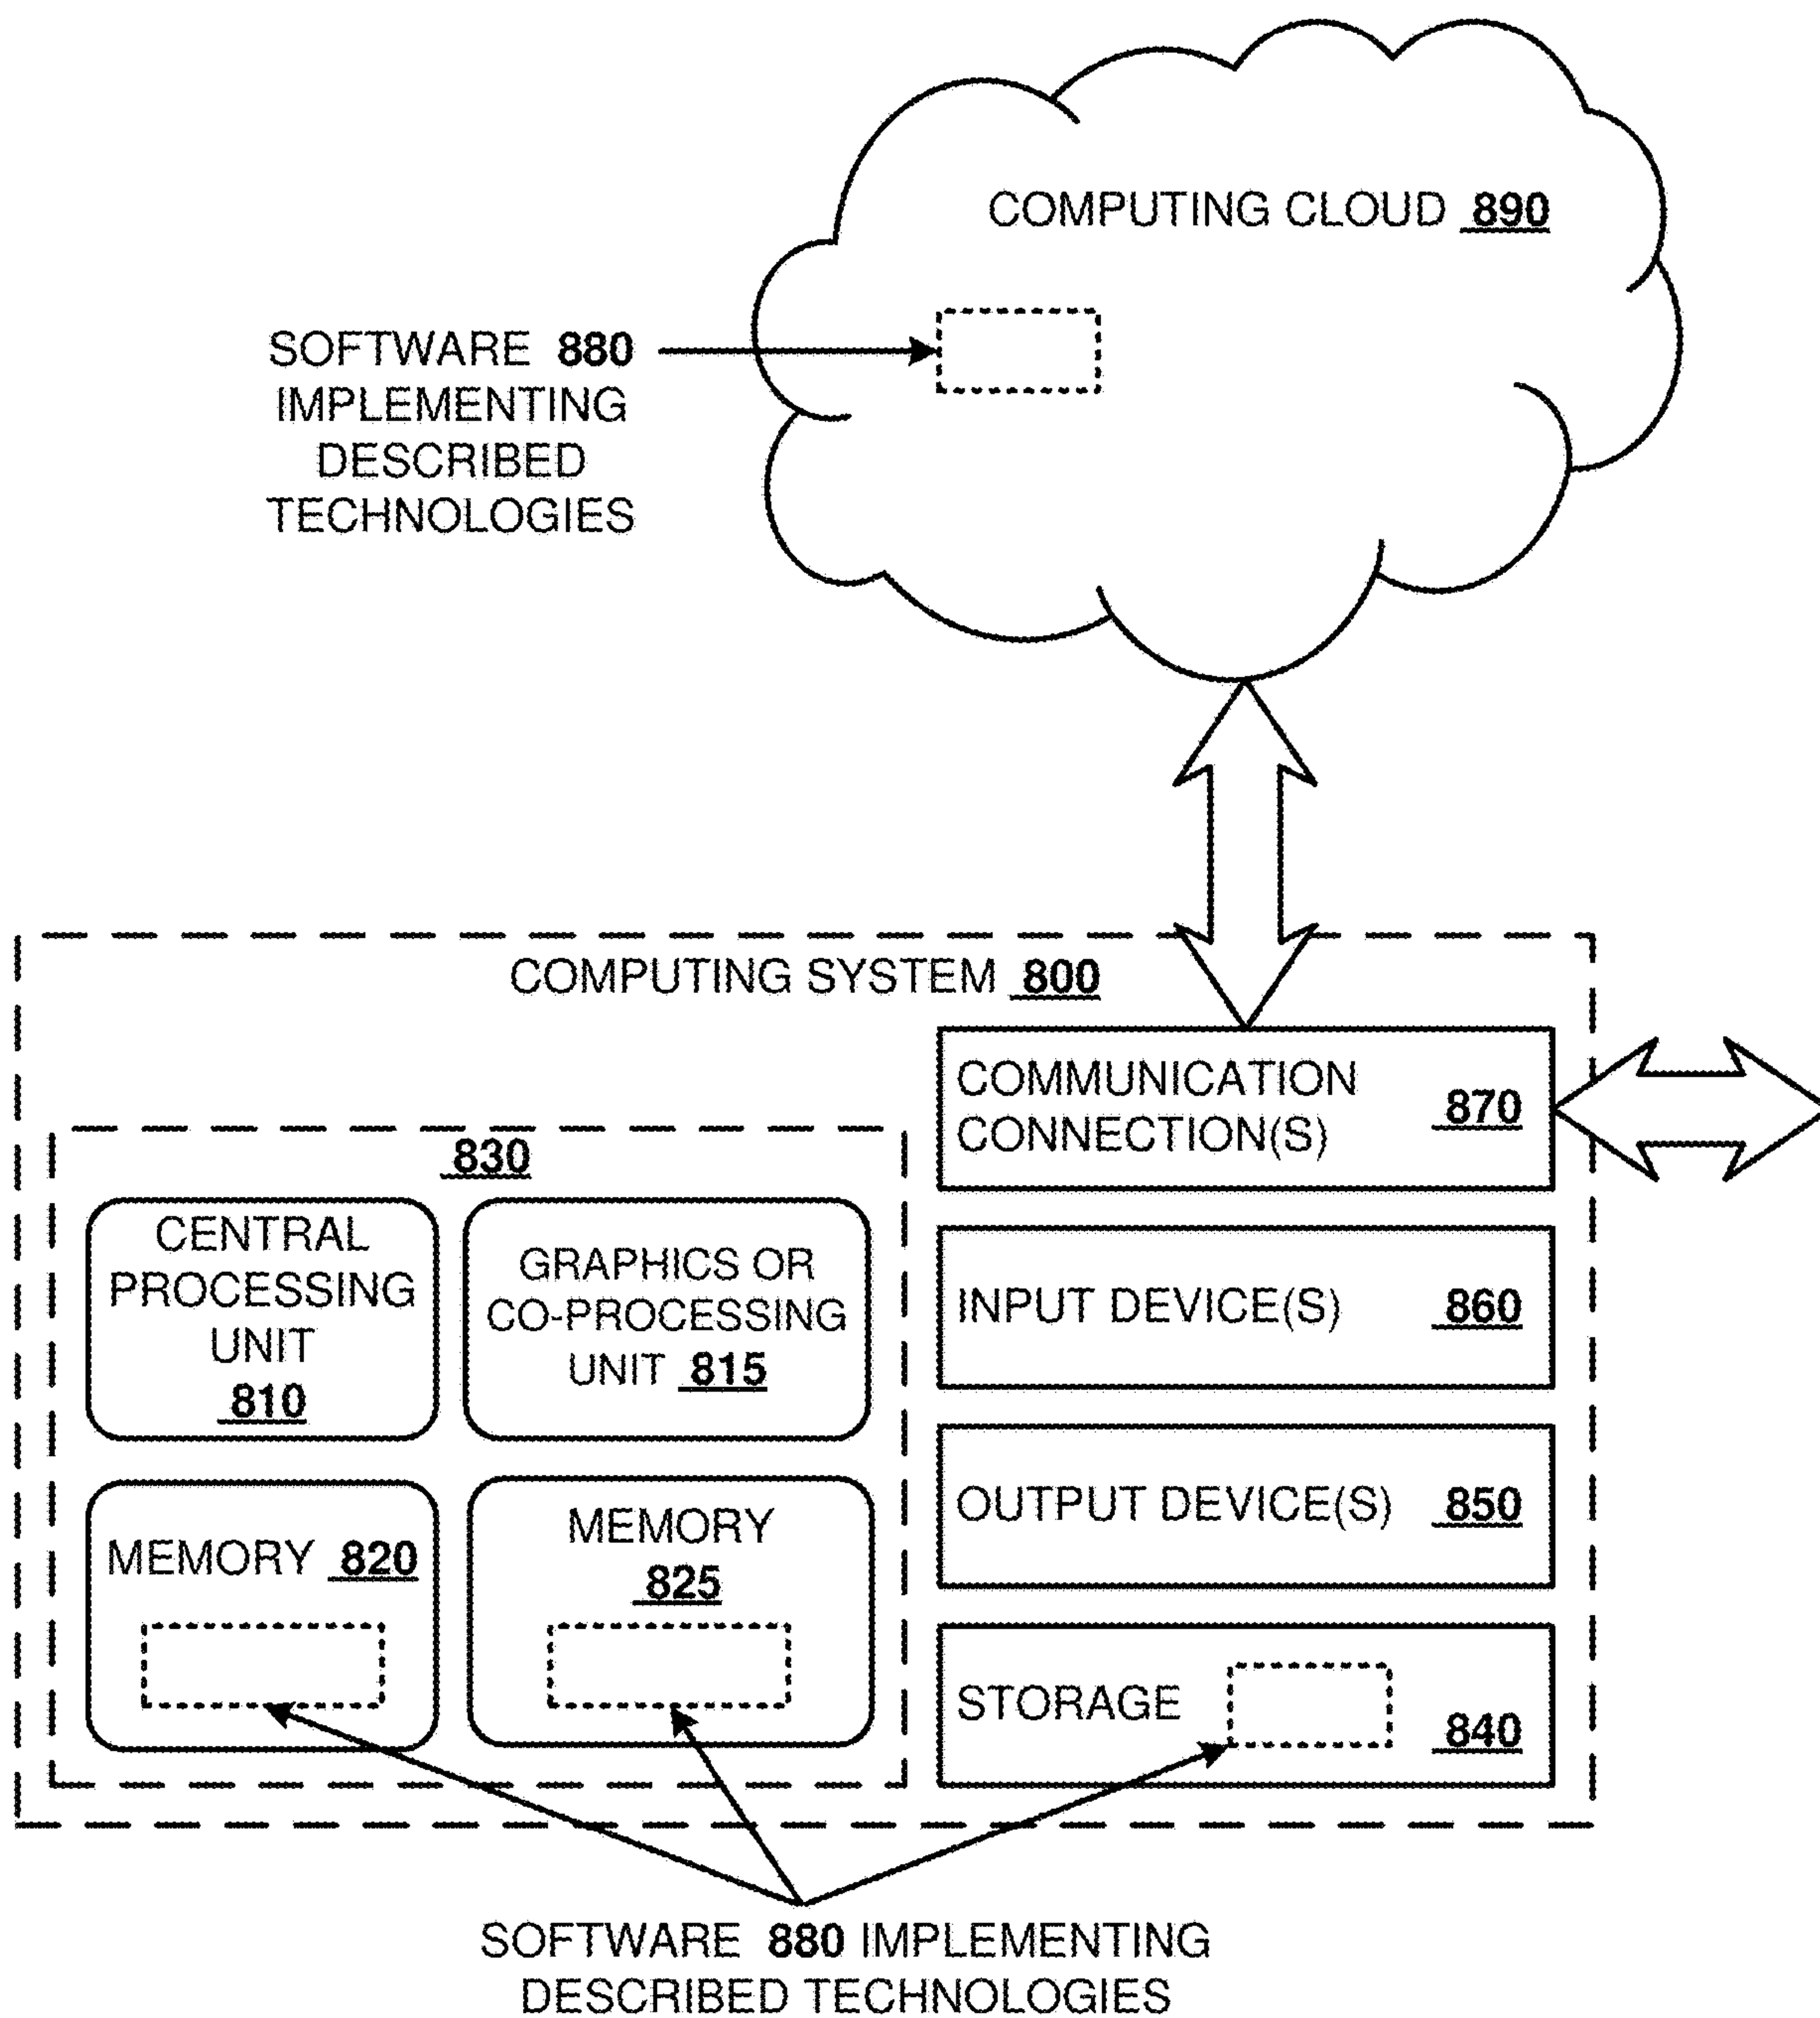 COMPUTING CLOUD 890
SOFTWARE 880
IMPLEMENTING
DESCRIBED
TECHNOLOGIES
COMPUTING SYSTEM 800
COMMUNICATION
CONNECTION(S)
870
830
CENTRAL
PROCESSING
UNIT
810
GRAPHICS OR
CO-PROCESSING
UNIT 815
INPUT DEVICE(S) 860
OUTPUT DEVICE(S) 850
MEMORY 820
MEMORY
825
STORAGE
840
SOFTWARE 880 IMPLEMENTING
DESCRIBED TECHNOLOGIES